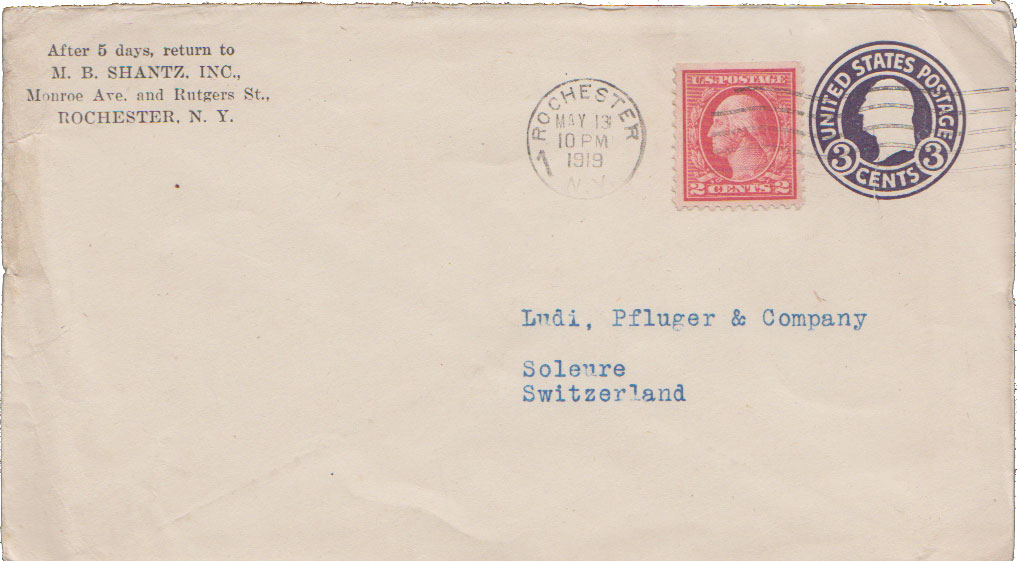 After 5 days, return to
M. B. SHANTZ, INC.,
Monroe Ave. and Rutgers St.,
ROCHESTER, N. Y.
ROCHESTER
MAY 13
10 PM
1919
N.Y.
1
U.S. POSTAGE
2 CENTS 2
UNITED STATES POSTAGE
3 CENTS 3
Ludi, Pfluger & Company
Soleure
Switzerland